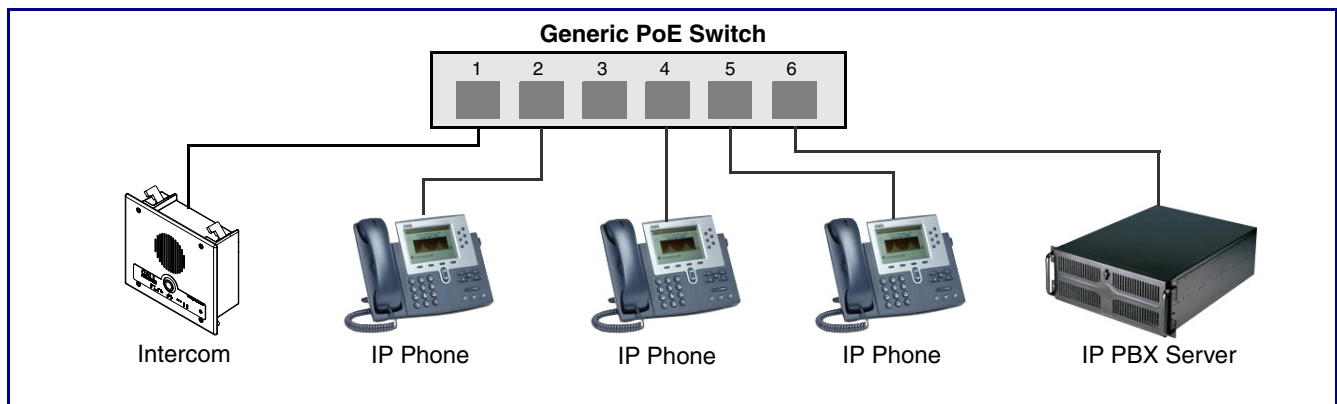 Generic PoE Switch
1 2 3 4 5 6
Intercom IP Phone IP Phone IP Phone IP PBX Server